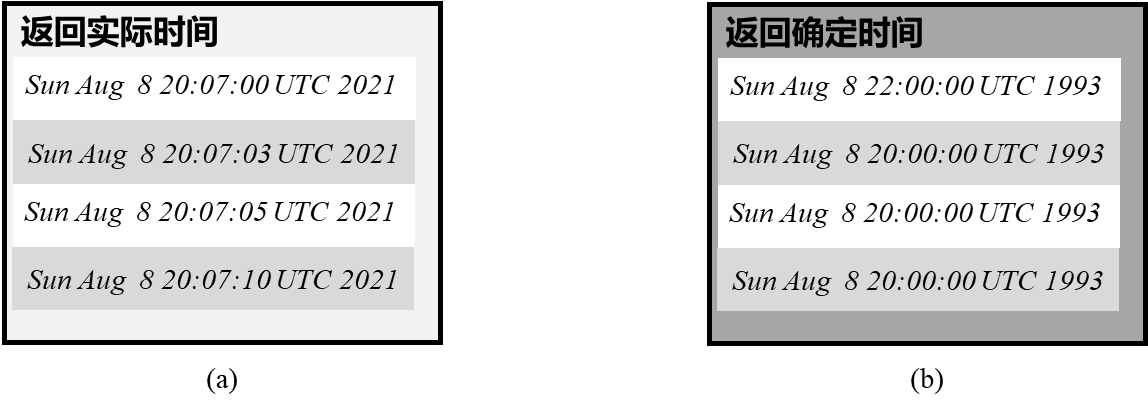 返回实际时间
Sun Aug 8 20:07:00 UTC 2021
Sun Aug 8 20:07:03 UTC 2021
Sun Aug 8 20:07:05 UTC 2021
Sun Aug 8 20:07:10 UTC 2021
(a)
返回确定时间
Sun Aug 8 22:00:00 UTC 1993
Sun Aug 8 20:00:00 UTC 1993
Sun Aug 8 20:00:00 UTC 1993
Sun Aug 8 20:00:00 UTC 1993
(b)